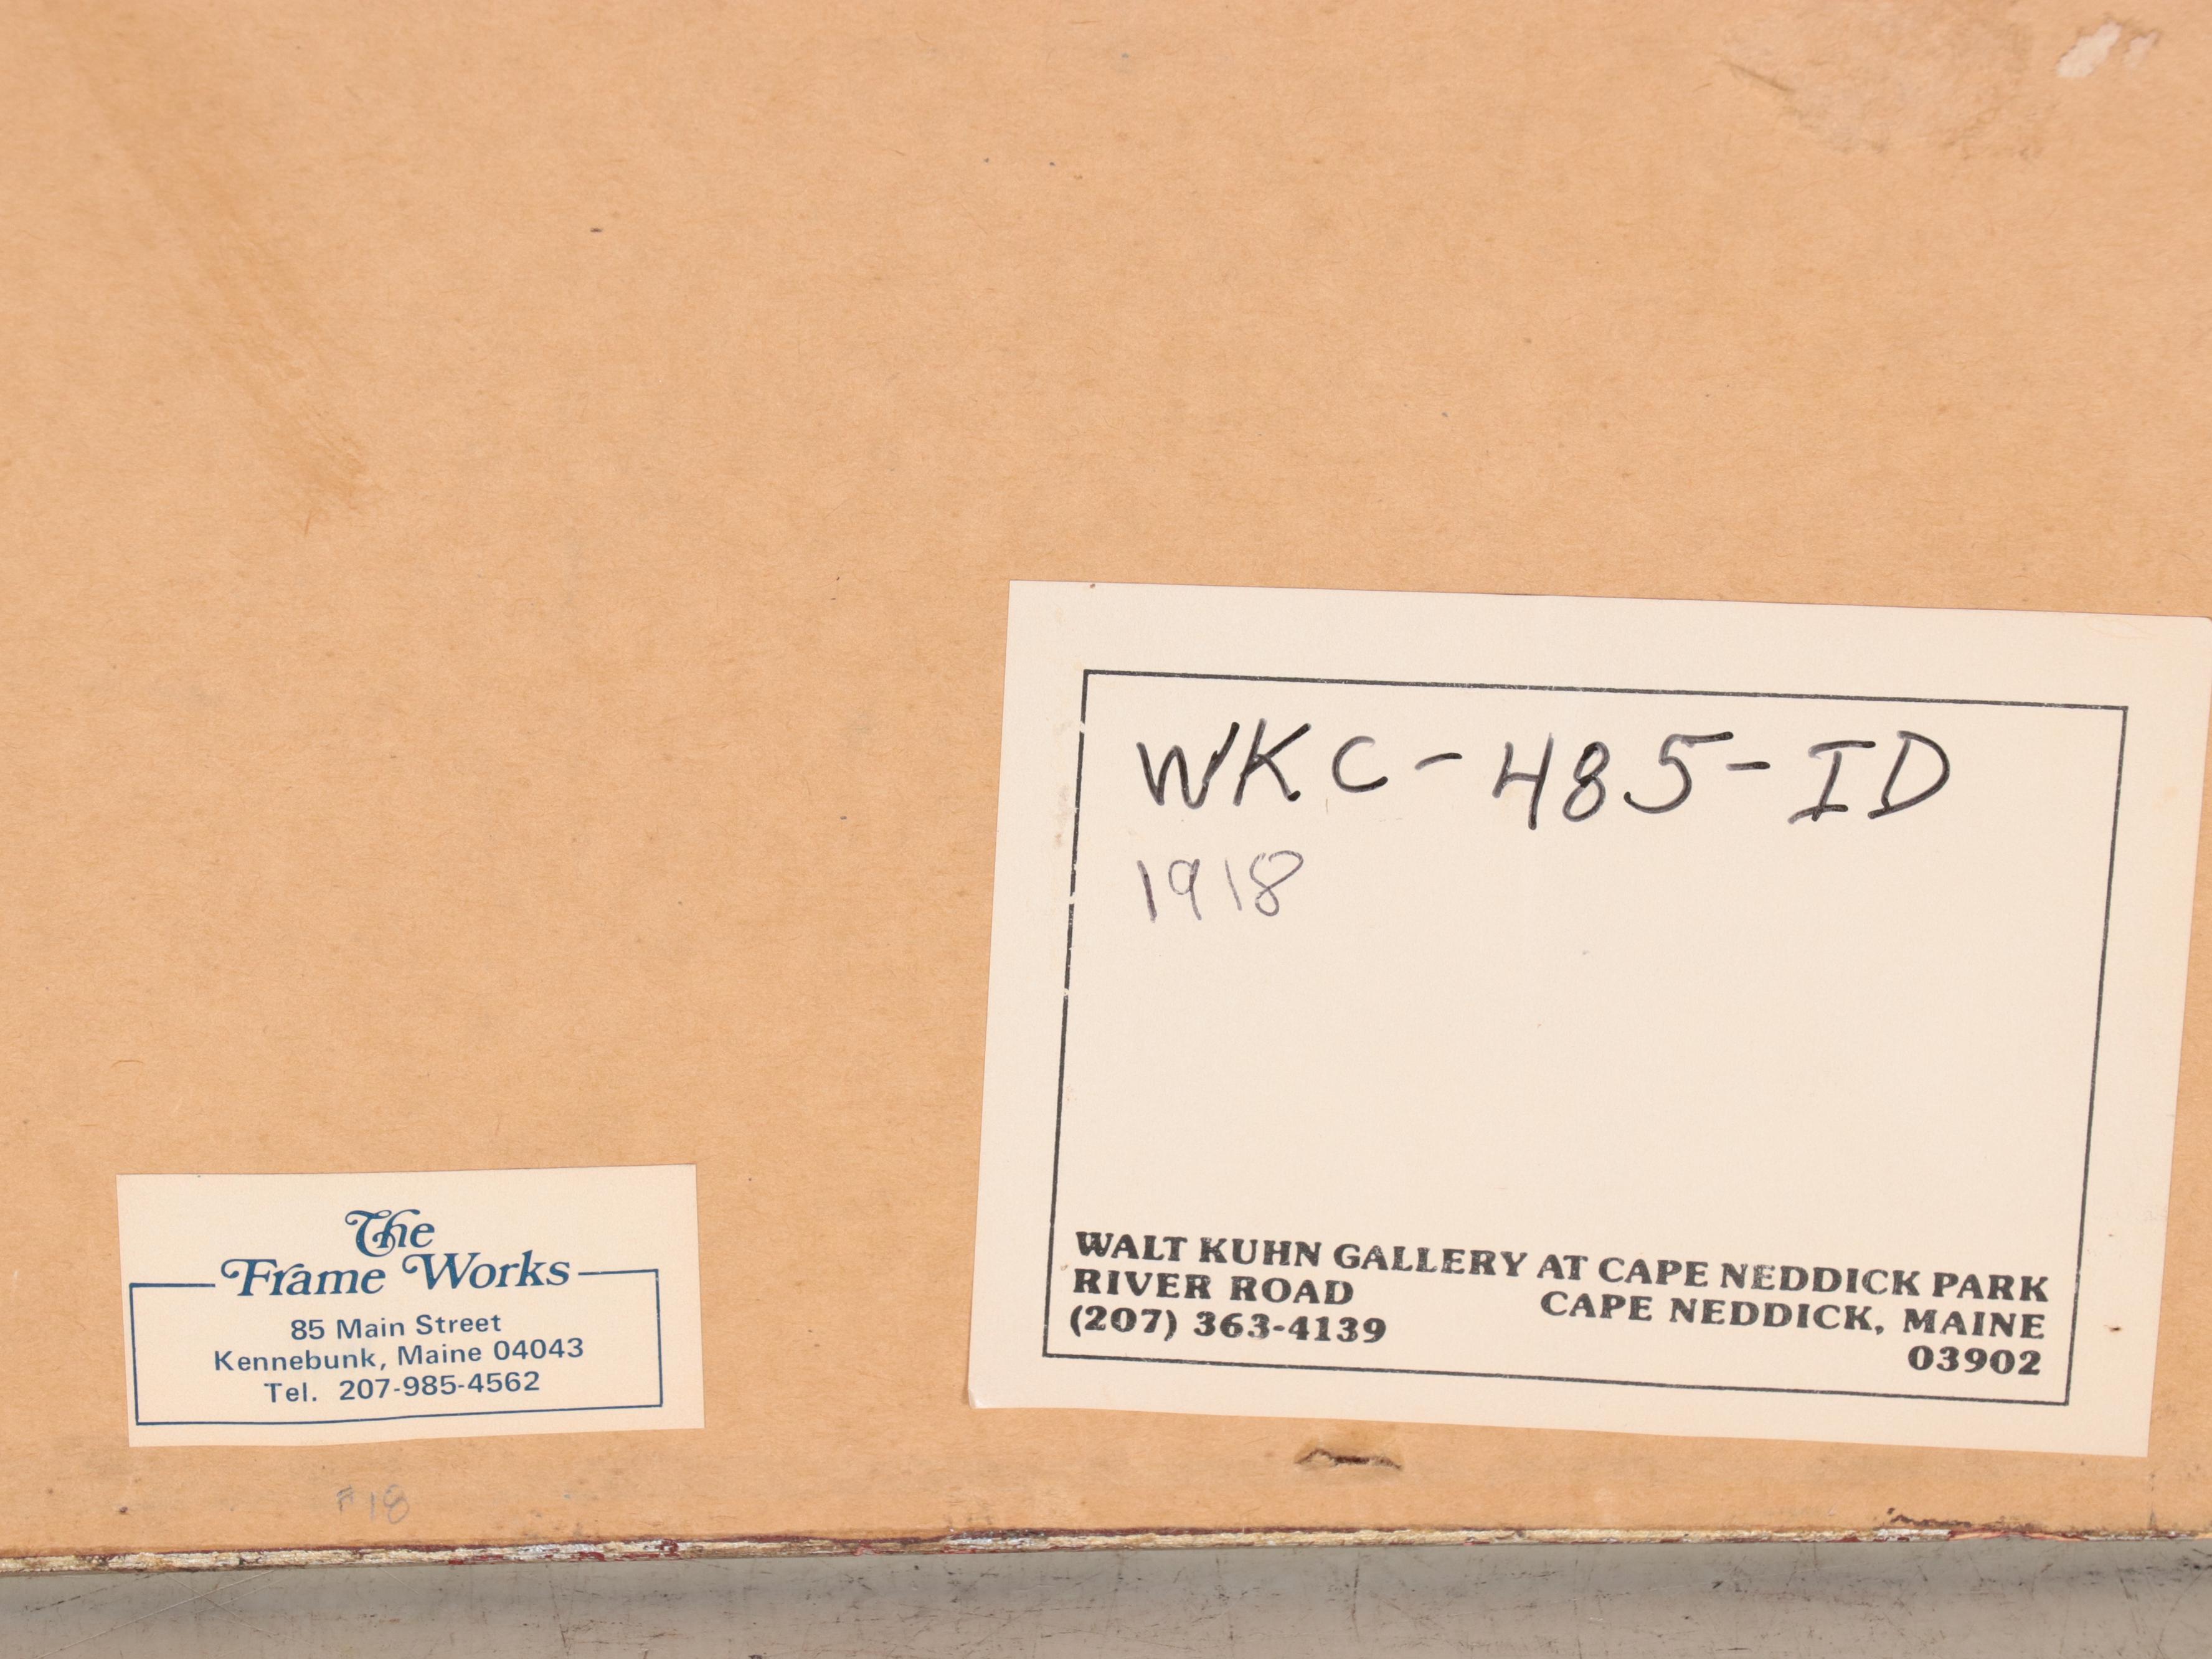 WKC-485-ID
1918
WALT KUHN GALLERY AT CAPE NEDDICK PARK
RIVER ROAD CAPE NEDDICK, MAINE
(207) 363-4139 03902
The
Frame Works
85 Main Street
Kennebunk, Maine 04043
Tel. 207-985-4562
F18